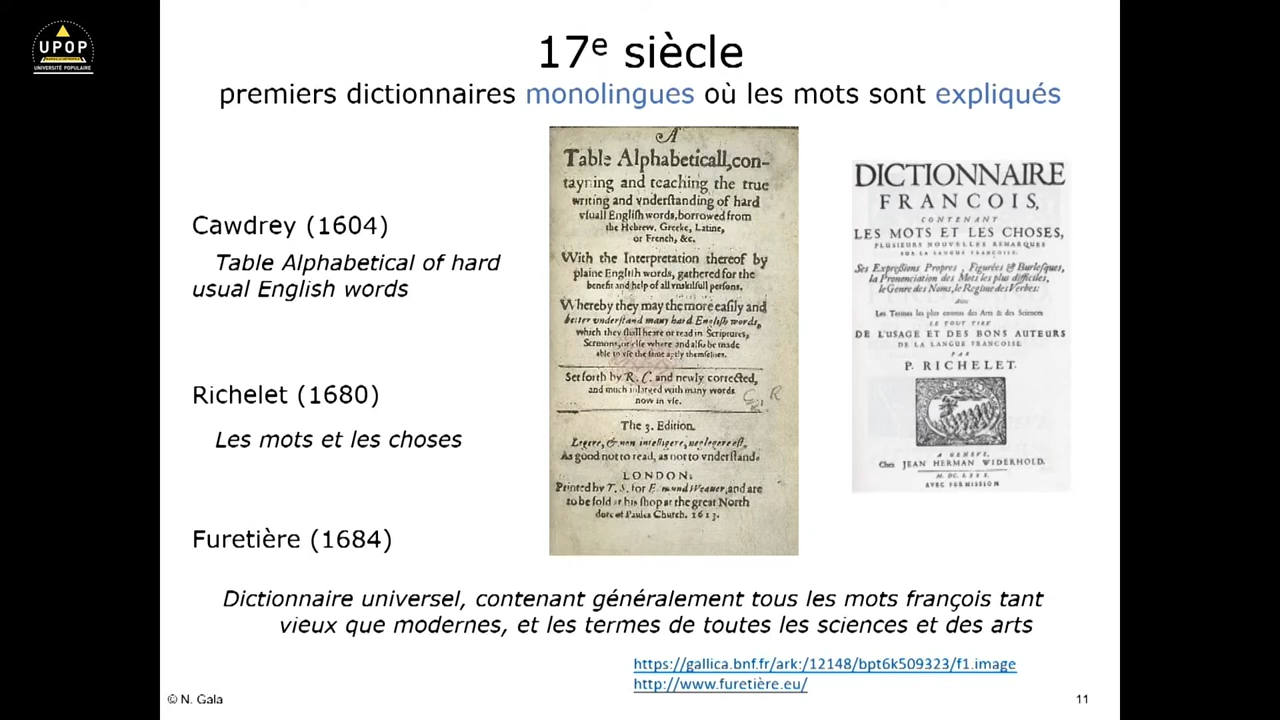 UPOP
UNIVERSITÉ POPULAIRE
17e siècle
premiers dictionnaires monolingues où les mots sont expliqués
Cawdrey (1604)
Table Alphabetical of hard
usual English words
Richelet (1680)
Les mots et les choses
Furetière (1684)
Dictionnaire universel, contenant généralement tous les mots françois tant
vieux que modernes, et les termes de toutes les sciences et des arts
A
Table Alphabeticall, con-
tayning and teaching the true
writing and vnderſtanding of hard
vſuall Engliſh words, borrowed from
the Hebrew, Greeke, Latine,
or French, &c.
With the Interpretation thereof by
plaine Engliſh words, gathered for the
benefit and help of all vnskilfull perſons.
Whereby they may the more eaſily and
better vnderſtand many hard Engliſh words,
which they ſhall heare or read in Scriptures,
Sermons, or elſe where and alſo be made
able to vſe the ſame aptly themſelues.
Set forth by R. C. and newly corrected,
and much inlarged with many words
now in vſe.
The 3. Edition.
Legere, & non intelligere, neglegere eſt.
As good not to read, as not to vnderſtand.
LONDON:
Printed by T. S. for Edmund Weauer, and are
to be ſold at his ſhop at the great North
dore of Paules Church. 1613.
DICTIONNAIRE
FRANCOIS,
CONTENANT
LES MOTS ET LES CHOSES,
PLUSIEURS NOUVELLES REMARQUES
SUR LA LANGUE FRANÇOISE:
Ses Expreſſions Propres, Figurées & Burleſques,
la Prononciation des Mots les plus difficiles,
le Genre des Noms, le Regime des Verbes:
AVEC
Les Termes les plus connus des Arts & des Sciences
LE TOUT TIRÉ
DE L'USAGE ET DES BONS AUTEURS
DE LA LANGUE FRANÇOISE
PAR
P. RICHELET.
A GENEVE,
Chez JEAN HERMAN WIDERHOLD.
M. DC. LXXX.
AVEC PERMISSION
https://gallica.bnf.fr/ark:/12148/bpt6k509323/f1.image
http://www.furetière.eu/
© N. Gala
11